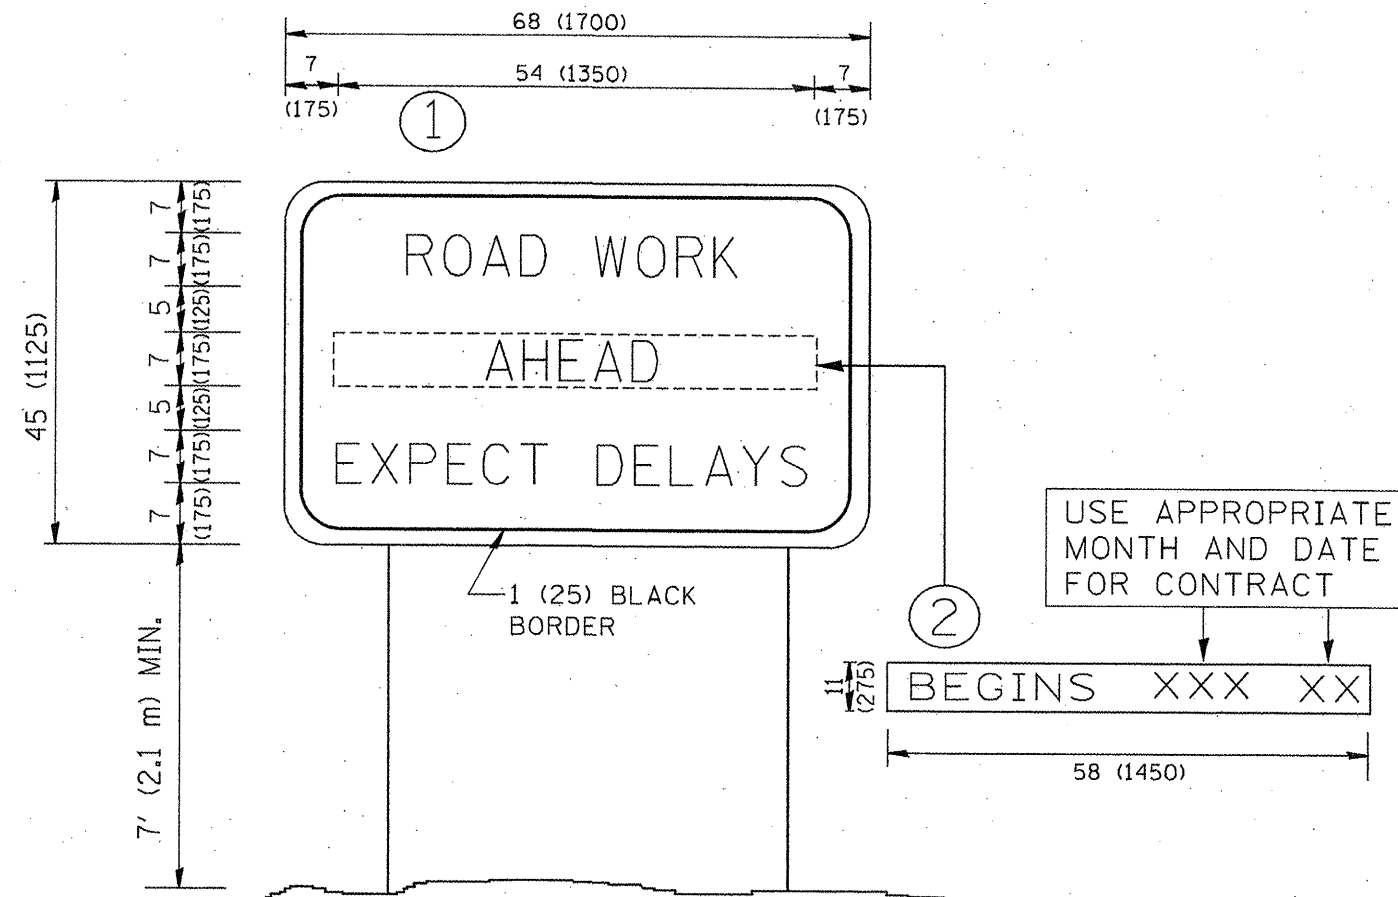 68 (1700)
7
54 (1350)
7
(175)
(175)
1
45 (1125)
7
(175)
7
(175)
5
(125)
7
(175)
5
(125)
7
(175)
7
(175)
ROAD WORK
AHEAD
EXPECT DELAYS
1 (25) BLACK
BORDER
7' (2.1 m) MIN.
USE APPROPRIATE
MONTH AND DATE
FOR CONTRACT
2
11
(275)
BEGINS XXX XX
58 (1450)